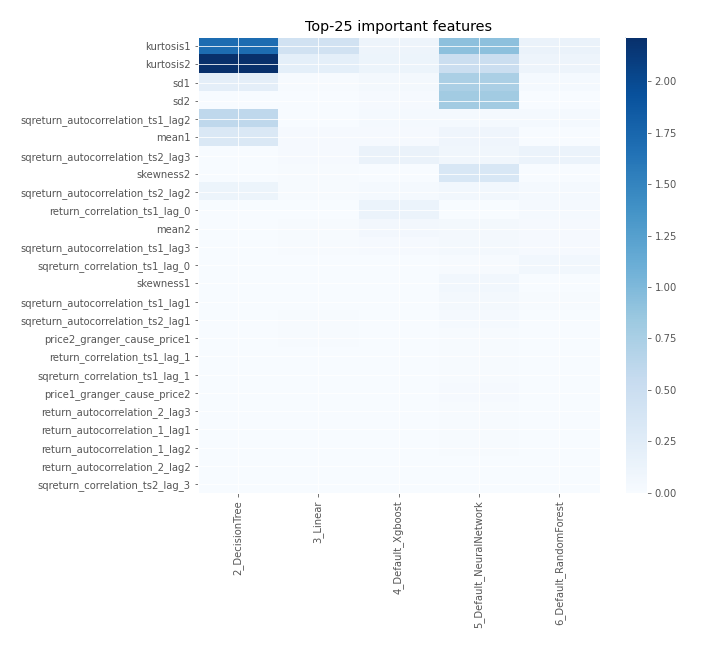 Top-25 important features
kurtosis1
kurtosis2
sd1
sd2
sqreturn_autocorrelation_ts1_lag2
mean1
sqreturn_autocorrelation_ts2_lag3
skewness2
sqreturn_autocorrelation_ts2_lag2
return_correlation_ts1_lag_0
mean2
sqreturn_autocorrelation_ts1_lag3
sqreturn_correlation_ts1_lag_0
skewness1
sqreturn_autocorrelation_ts1_lag1
sqreturn_autocorrelation_ts2_lag1
price2_granger_cause_price1
return_correlation_ts1_lag_1
sqreturn_correlation_ts1_lag_1
price1_granger_cause_price2
return_autocorrelation_2_lag3
return_autocorrelation_1_lag1
return_autocorrelation_1_lag2
return_autocorrelation_2_lag2
sqreturn_correlation_ts2_lag_3
2_DecisionTree
3_Linear
4_Default_Xgboost
5_Default_NeuralNetwork
6_Default_RandomForest
2.00
1.75
1.50
1.25
1.00
0.75
0.50
0.25
0.00